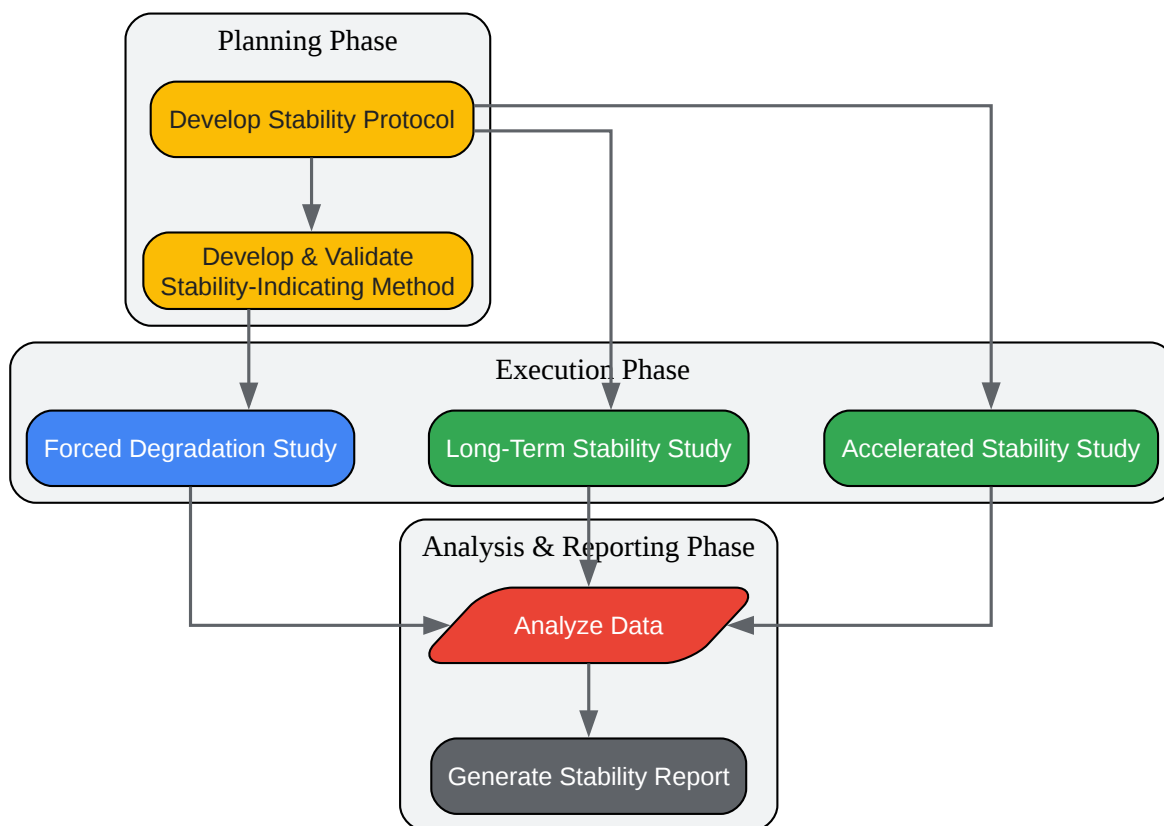 Planning Phase
Develop Stability Protocol
Develop & Validate
Stability-Indicating Method
Execution Phase
Forced Degradation Study
Long-Term Stability Study
Accelerated Stability Study
Analysis & Reporting Phase
Analyze Data
Generate Stability Report